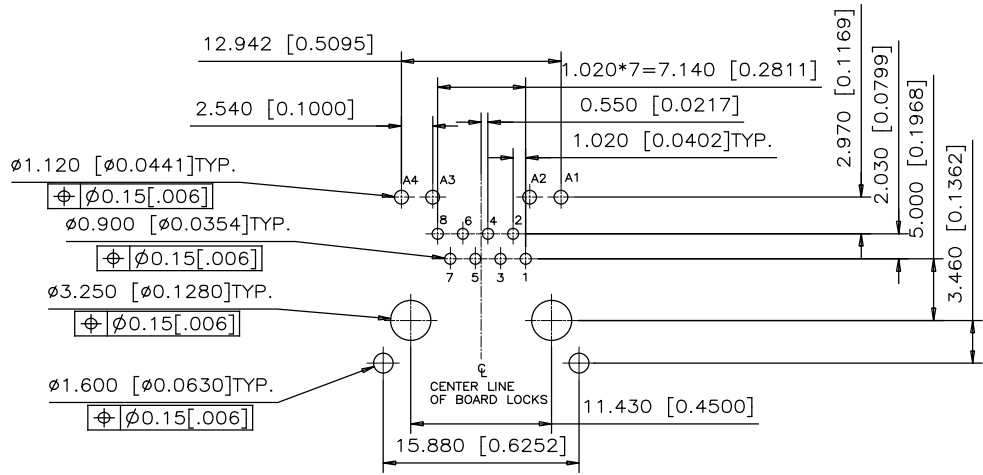 12.942 [0.5095]
1.020*7=7.140 [0.2811]
2.540 [0.1000]
0.550 [0.0217]
1.020 [0.0402]TYP.
2.970 [0.1169]
2.030 [0.0799]
5.000 [0.1968]
3.460 [0.1362]
ø1.120 [ø0.0441]TYP.
⌖ Ø0.15[.006]
A4 A3 A2 A1
ø0.900 [ø0.0354]TYP.
⌖ Ø0.15[.006]
8 6 4 2
7 5 3 1
ø3.250 [ø0.1280]TYP.
⌖ Ø0.15[.006]
ø1.600 [ø0.0630]TYP.
⌖ Ø0.15[.006]
℄
CENTER LINE
OF BOARD LOCKS
11.430 [0.4500]
15.880 [0.6252]